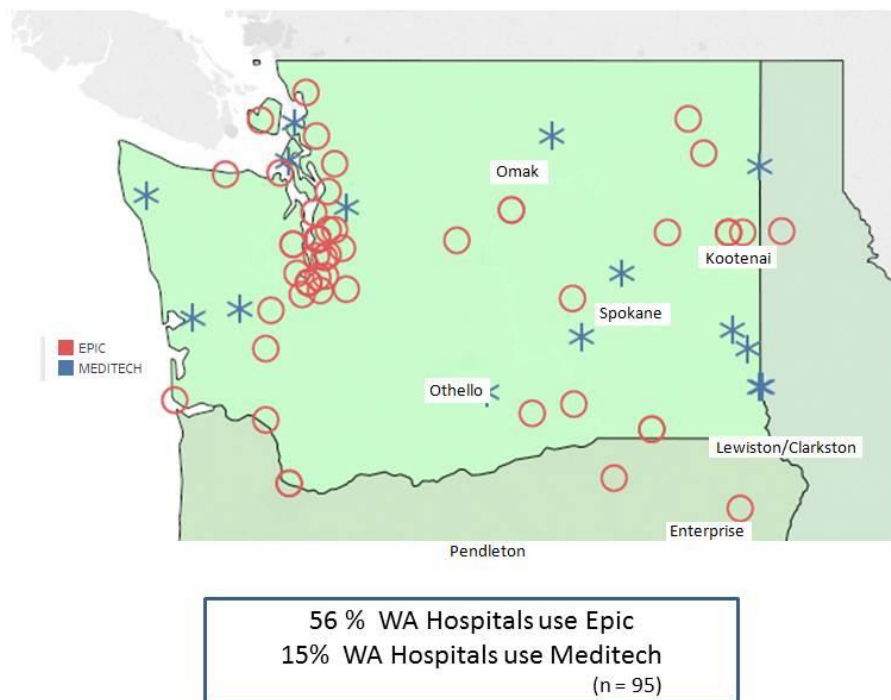 Omak
Kootenai
Spokane
EPIC
MEDITECH
Othello
Lewiston/Clarkston
Enterprise
Pendleton
56 % WA Hospitals use Epic
15% WA Hospitals use Meditech
(n = 95)